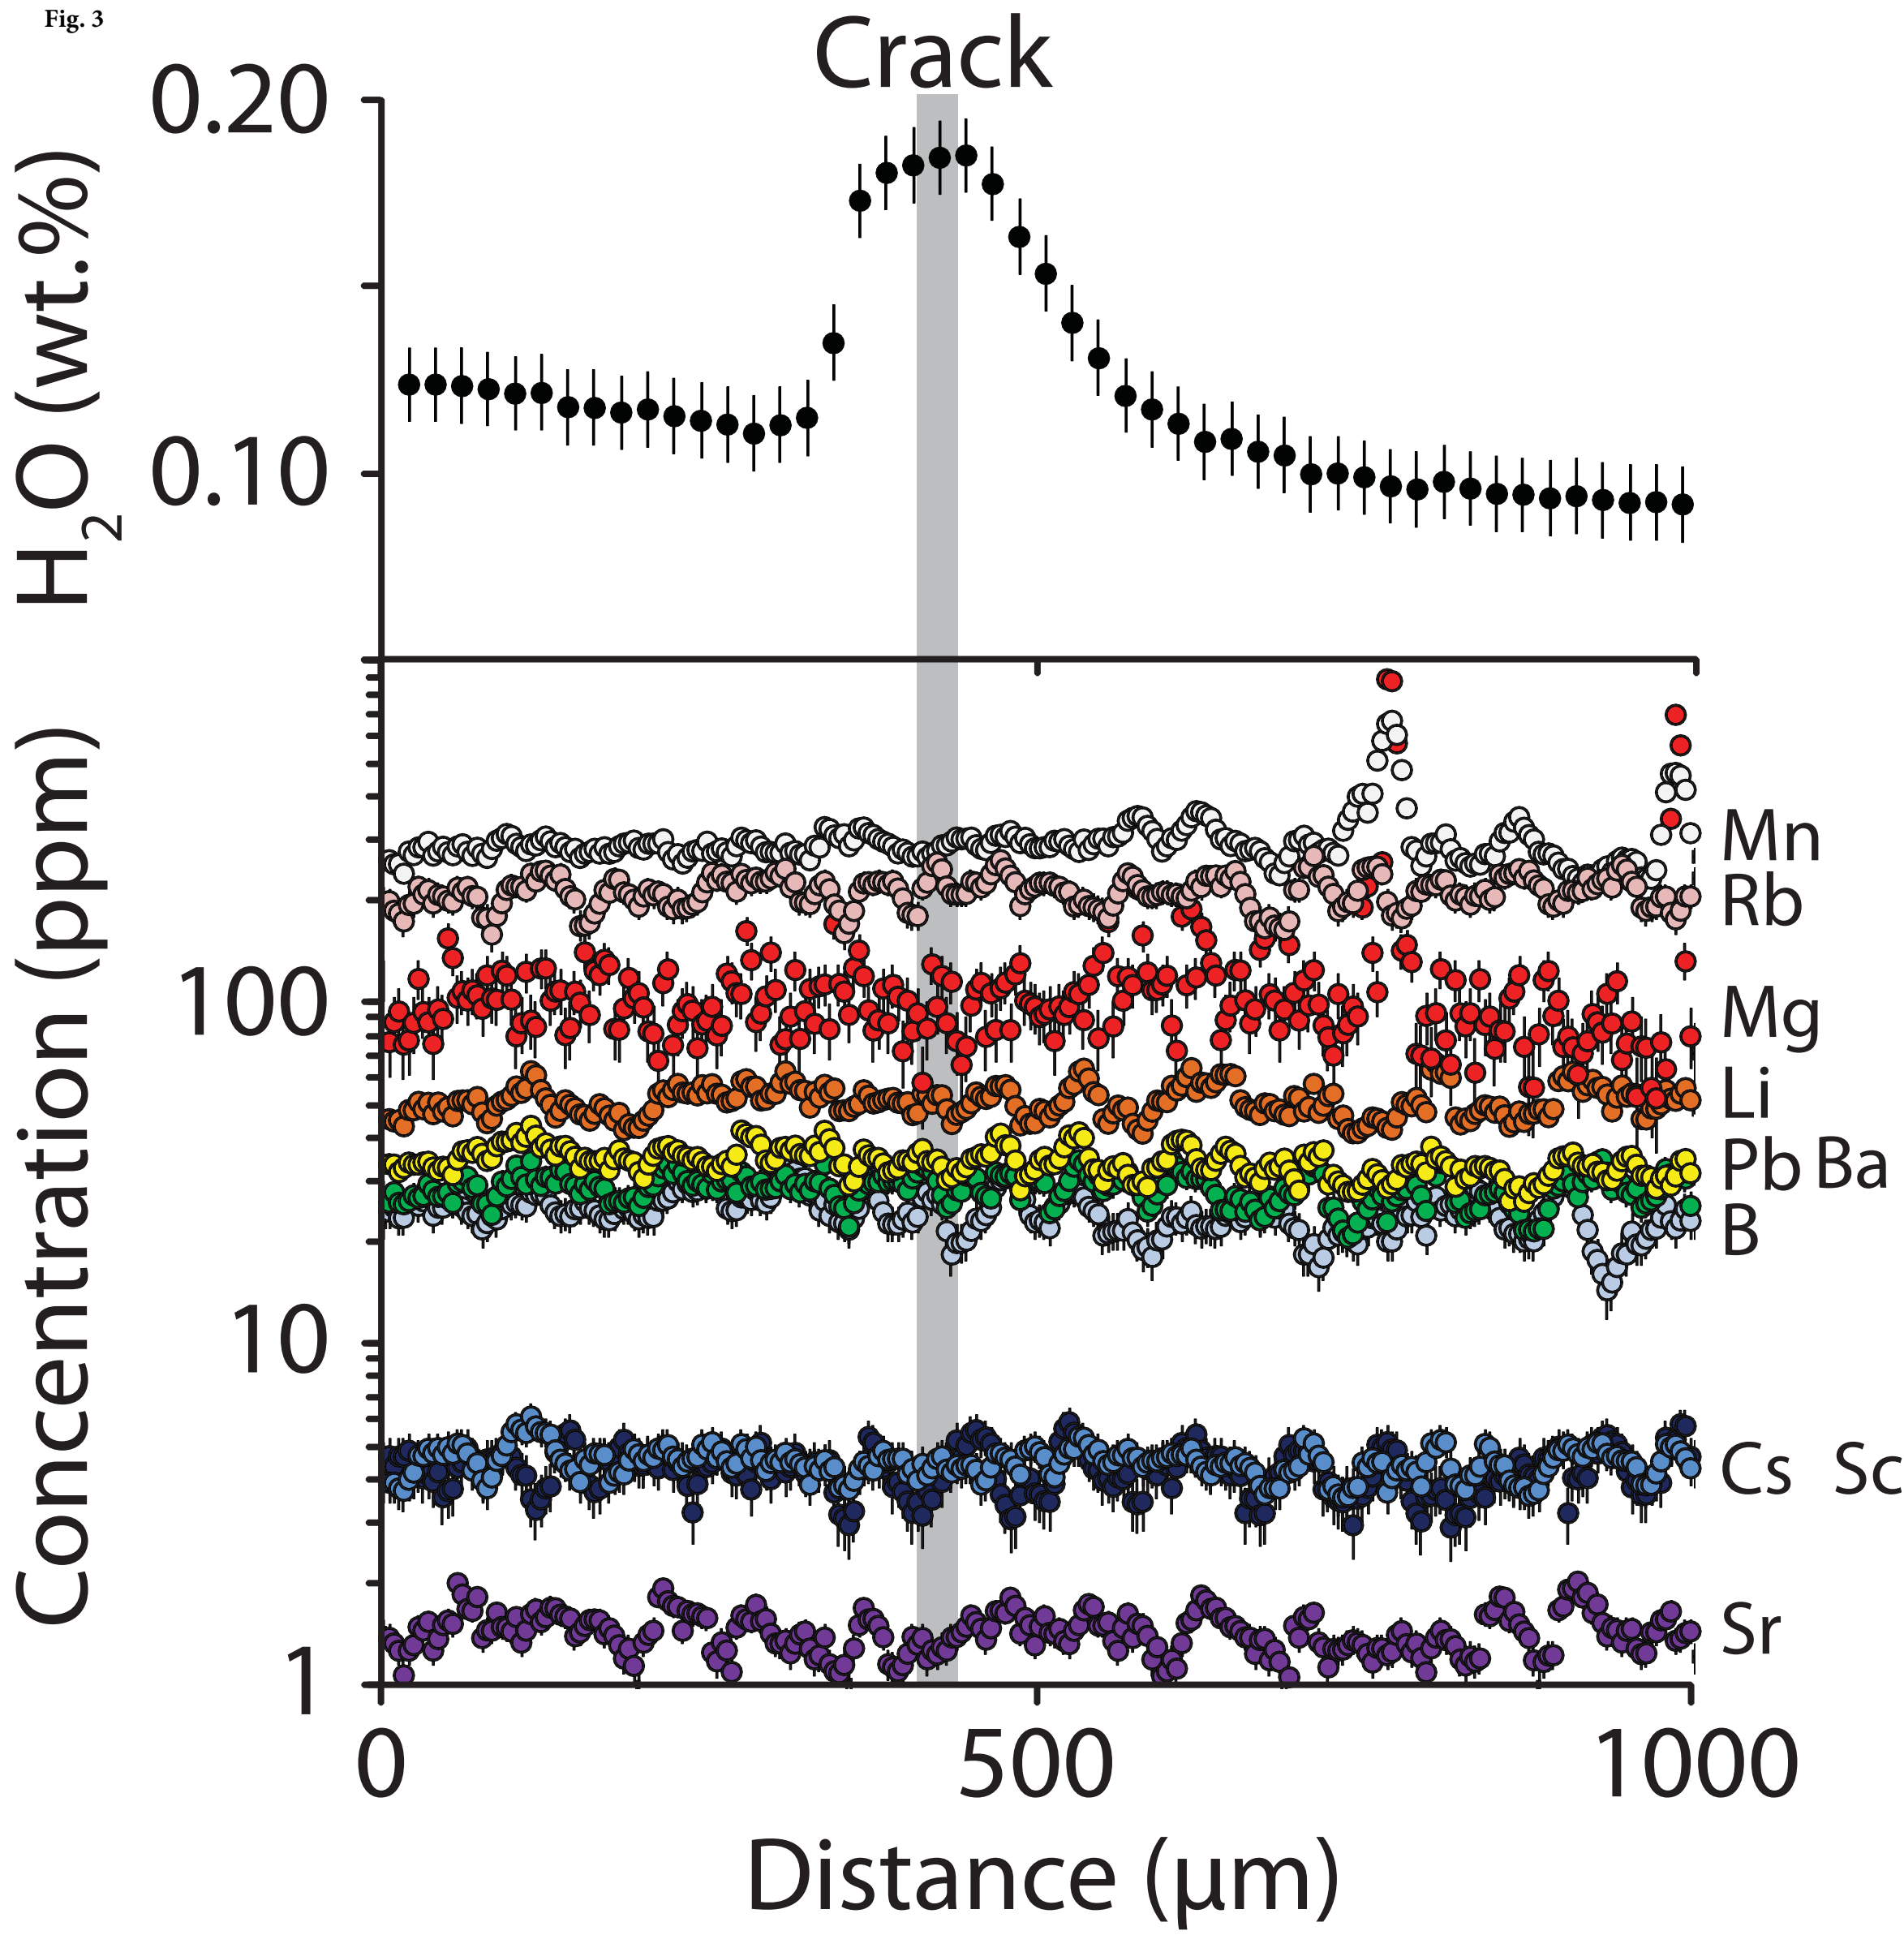 Fig. 3
Crack
0.20
0.10
H2O (wt.%)
Mn
Rb
100
Mg
Li
Pb Ba
B
10
Cs Sc
Sr
1
Concentration (ppm)
0 500 1000
Distance (µm)